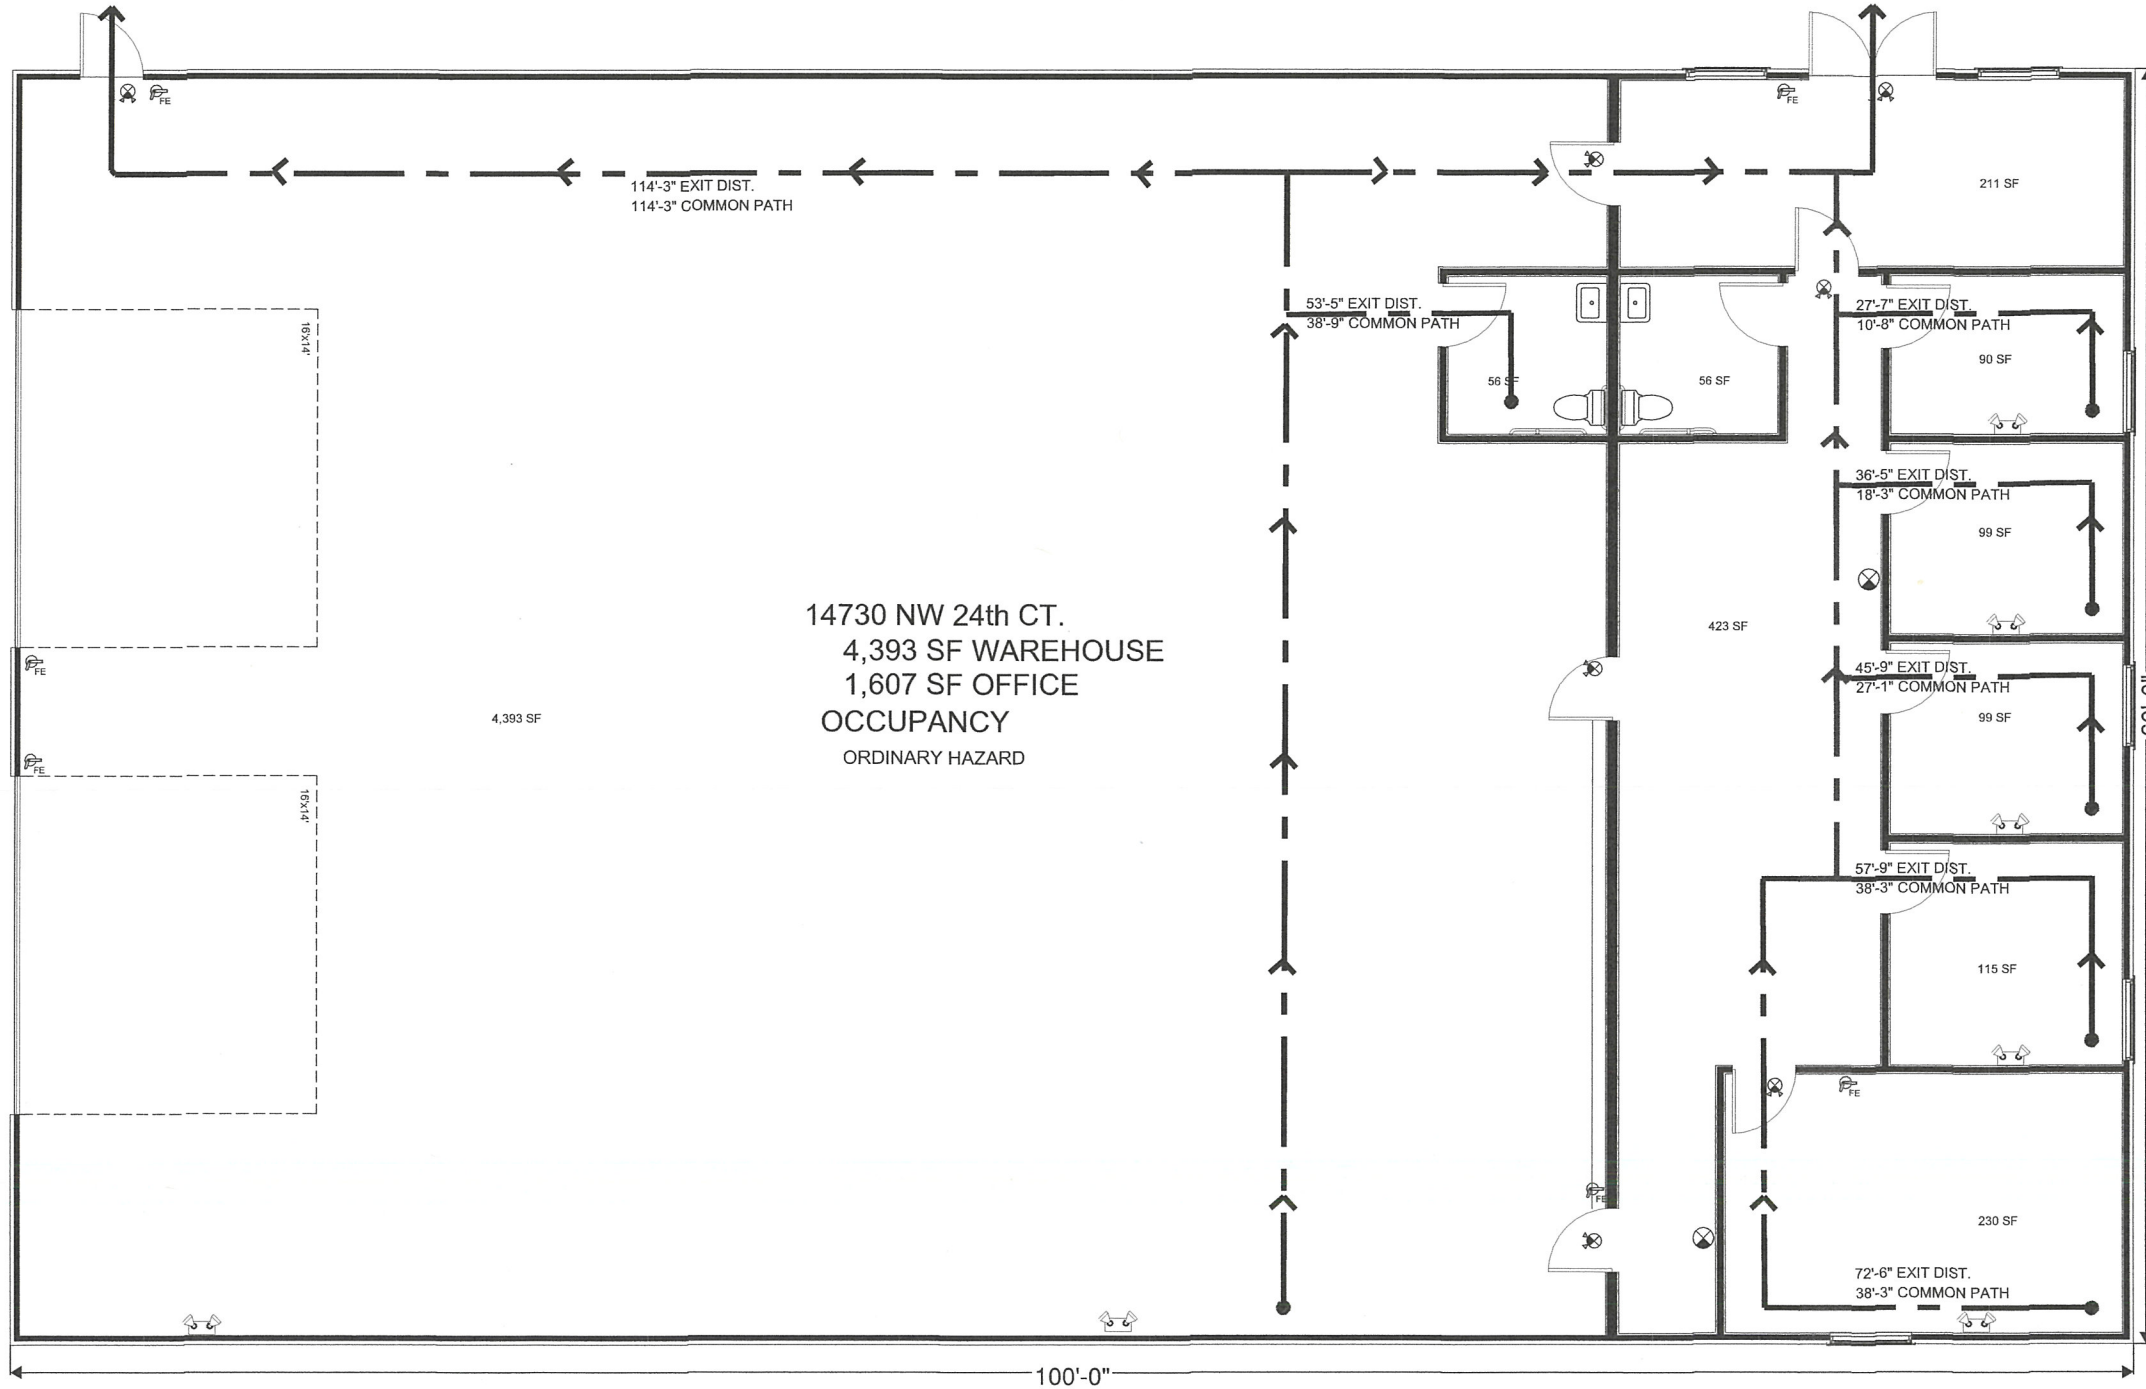 FE
FE
114'-3" EXIT DIST.
114'-3" COMMON PATH
211 SF
53'-5" EXIT DIST.
38'-9" COMMON PATH
27'-7" EXIT DIST.
10'-8" COMMON PATH
16'x14'
90 SF
56 SF
56 SF
36'-5" EXIT DIST.
18'-3" COMMON PATH
99 SF
14730 NW 24th CT.
4,393 SF WAREHOUSE
1,607 SF OFFICE
OCCUPANCY
ORDINARY HAZARD
423 SF
FE
45'-9" EXIT DIST.
27'-1" COMMON PATH
4,393 SF
99 SF
FE
16'x14'
57'-9" EXIT DIST.
38'-3" COMMON PATH
115 SF
FE
FE
230 SF
72'-6" EXIT DIST.
38'-3" COMMON PATH
100'-0"